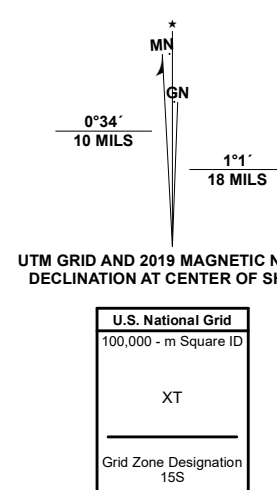 MN
GN
0°34´
10 MILS
1°1´
18 MILS
UTM GRID AND 2019 MAGNETIC
DECLINATION AT CENTER OF
U.S. National Grid
100,000 - m Square ID
XT
Grid Zone Designation
15S